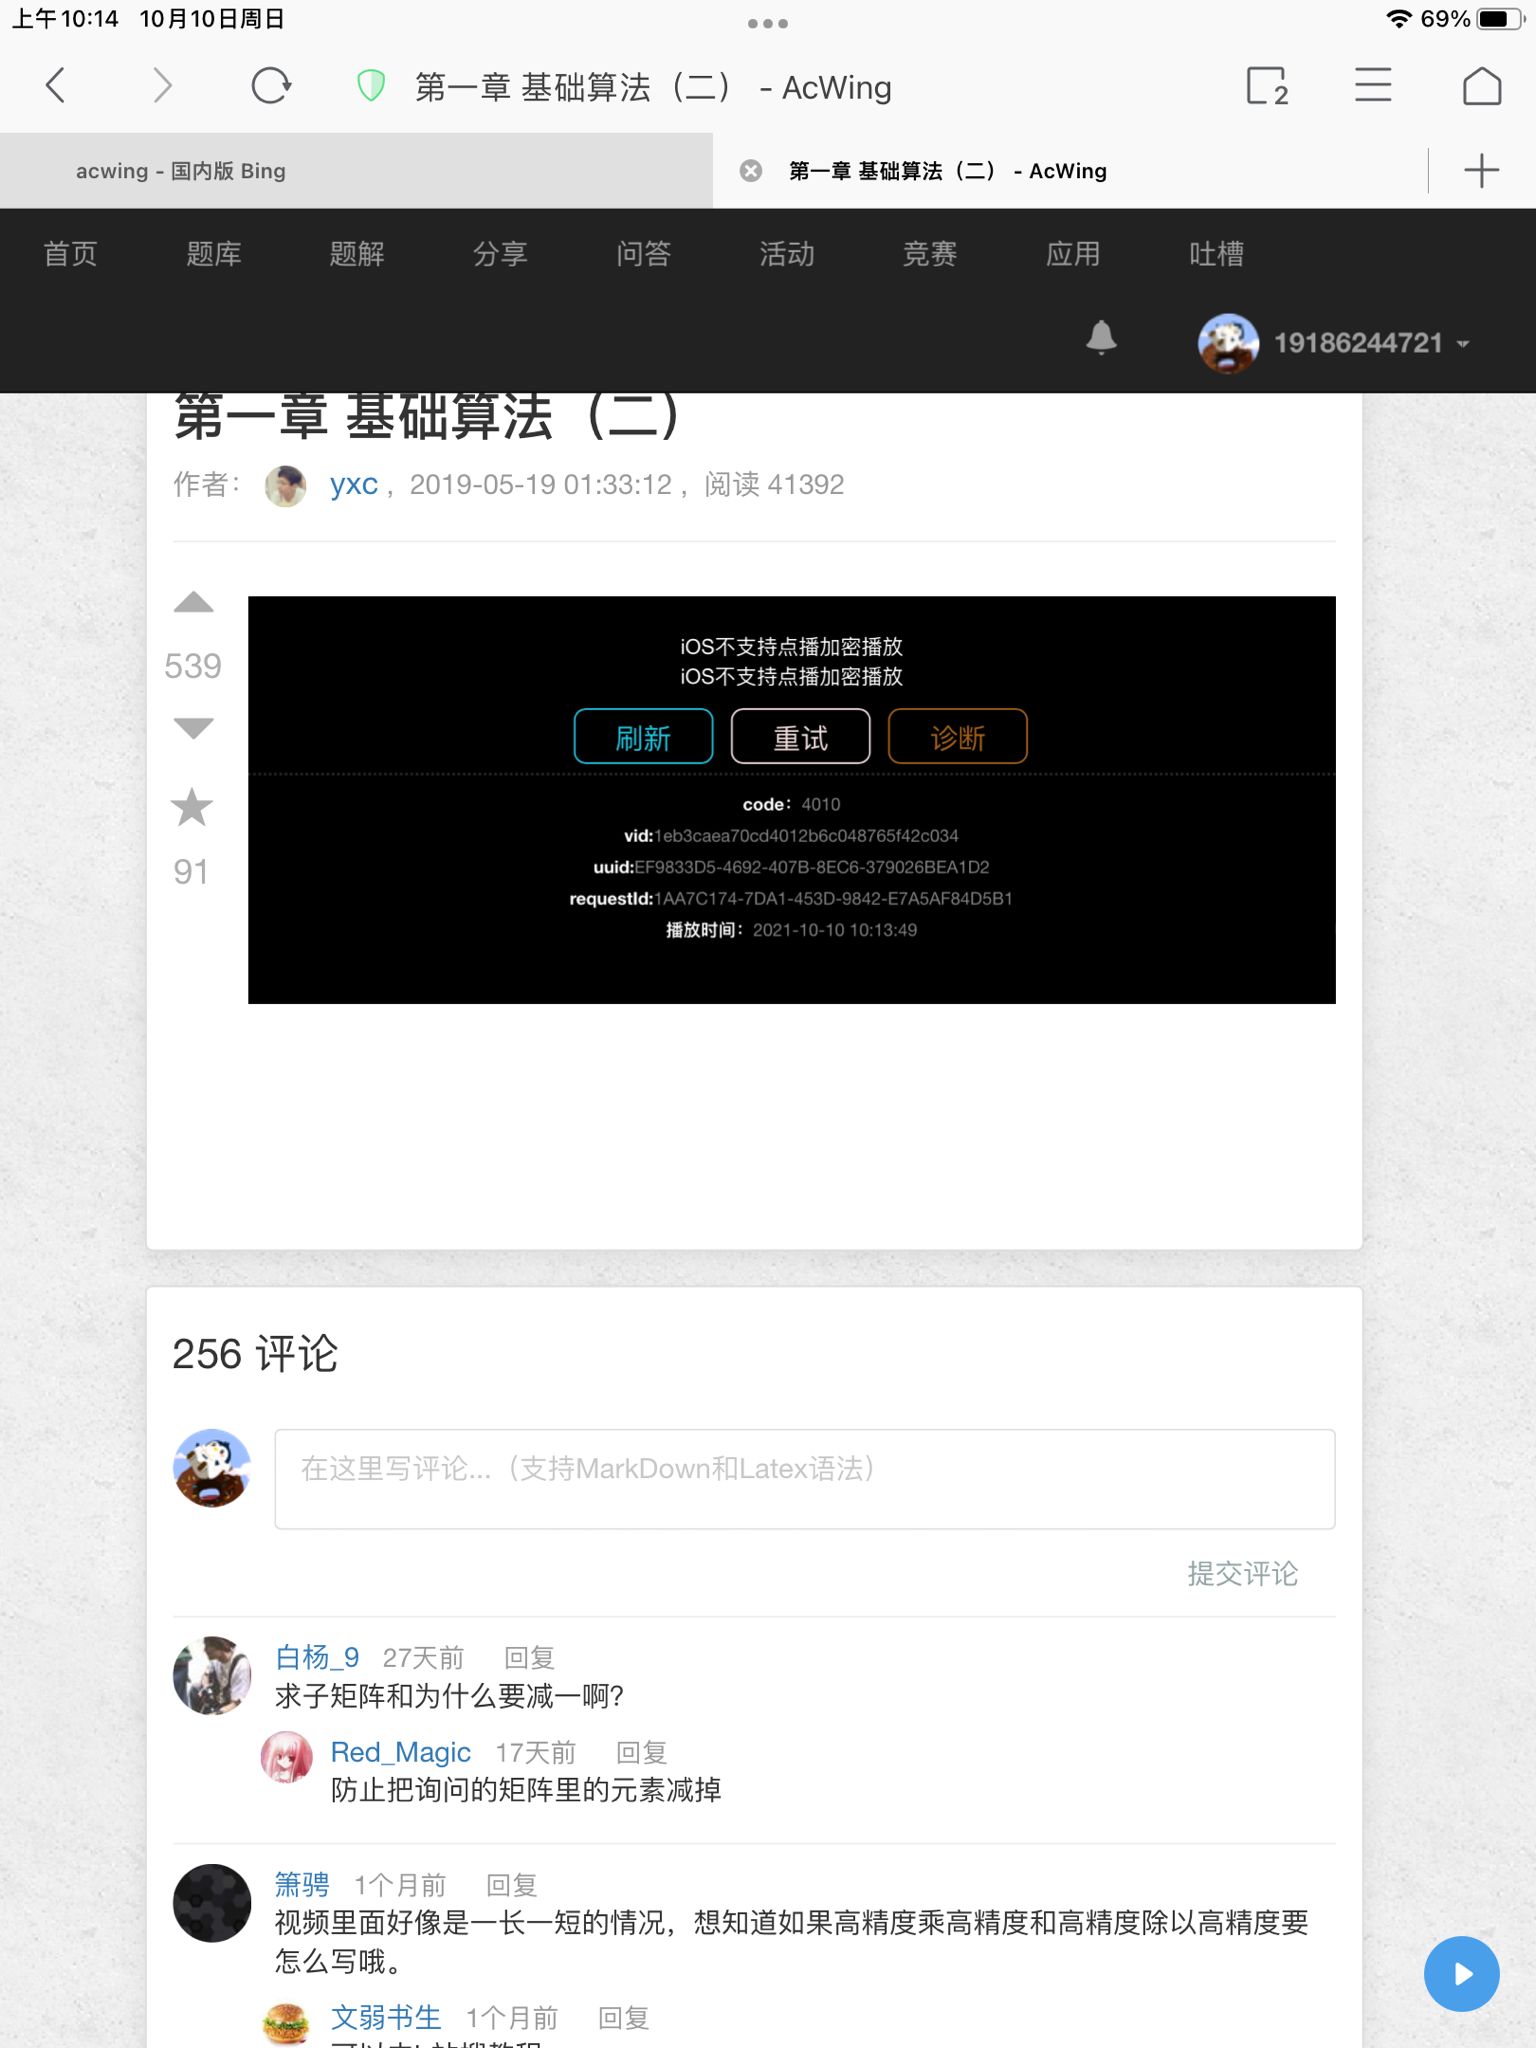 上午10:14 10月10日周日
69%
第一章 基础算法（二） - AcWing
2
acwing - 国内版 Bing
第一章 基础算法（二） - AcWing
首页 题库 题解 分享 问答 活动 竞赛 应用 吐槽
19186244721
第一章 基础算法（二）
作者： yxc ， 2019-05-19 01:33:12 ， 阅读 41392
539
91
iOS不支持点播加密播放
iOS不支持点播加密播放
刷新 重试 诊断
code：4010
vid:1eb3caea70cd4012b6c048765f42c034
uuid:EF9833D5-4692-407B-8EC6-379026BEA1D2
requestId:1AA7C174-7DA1-453D-9842-E7A5AF84D5B1
播放时间：2021-10-10 10:13:49
256 评论
在这里写评论...（支持MarkDown和Latex语法）
提交评论
白杨_9 27天前 回复
求子矩阵和为什么要减一啊?
Red_Magic 17天前 回复
防止把询问的矩阵里的元素减掉
箫骋 1个月前 回复
视频里面好像是一长一短的情况，想知道如果高精度乘高精度和高精度除以高精度要
怎么写哦。
文弱书生 1个月前 回复